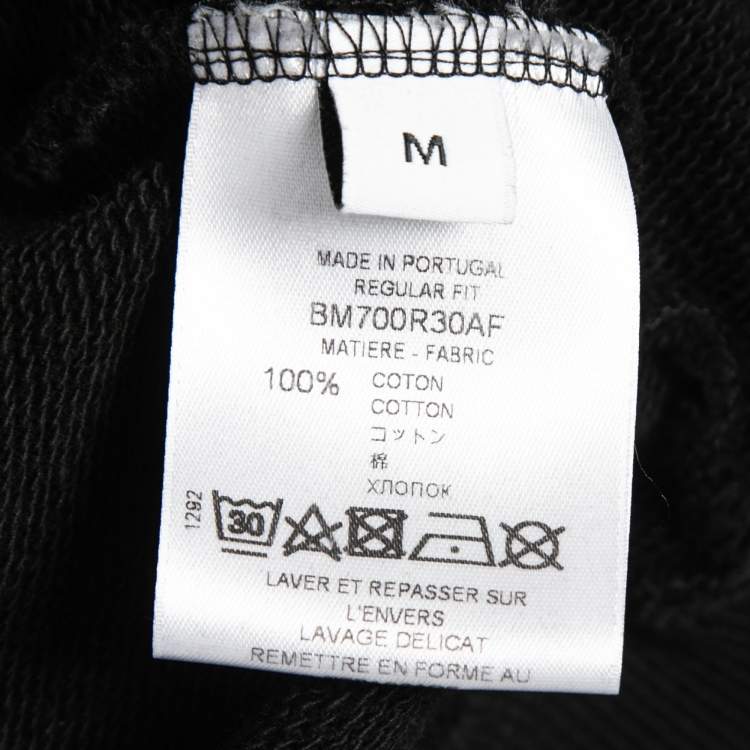 M
MADE IN PORTUGAL
REGULAR FIT
BM700R30AF
MATIERE - FABRIC
100% COTON
COTTON
コットン
棉
ХЛОПОК
1292
30
LAVER ET REPASSER SUR
L'ENVERS
LAVAGE DELICAT
REMETTRE EN FORME AU